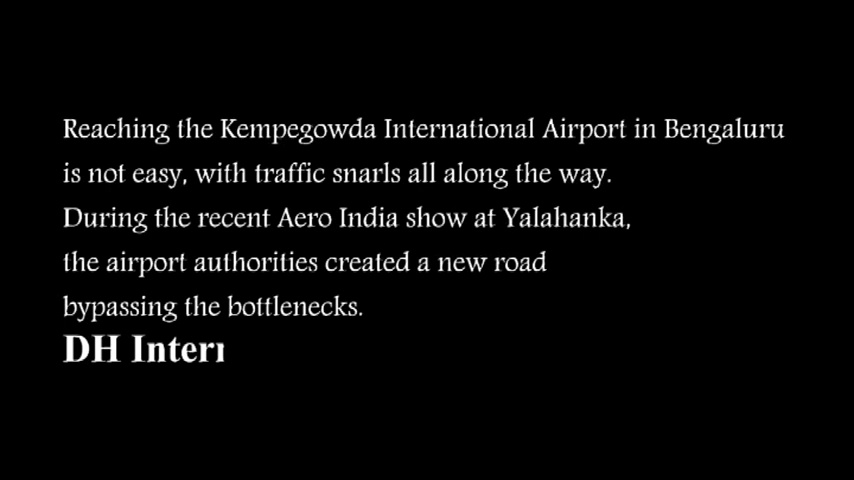 Reaching the Kempegowda International Airport in Bengaluru
is not easy, with traffic snarls all along the way.
During the recent Aero India show at Yalahanka,
the airport authorities created a new road
bypassing the bottlenecks.
DH